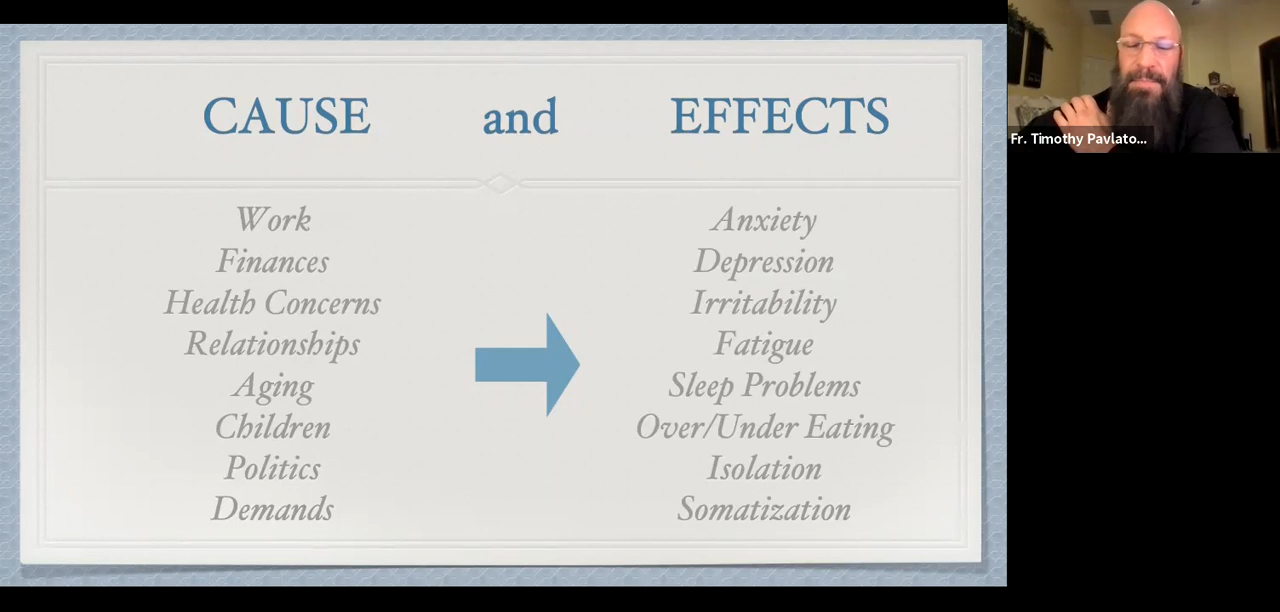 CAUSE and EFFECTS
Work
Finances
Health Concerns
Relationships
Aging
Children
Politics
Demands
Anxiety
Depression
Irritability
Fatigue
Sleep Problems
Over/Under Eating
Isolation
Somatization
Fr. Timothy Pavlato...